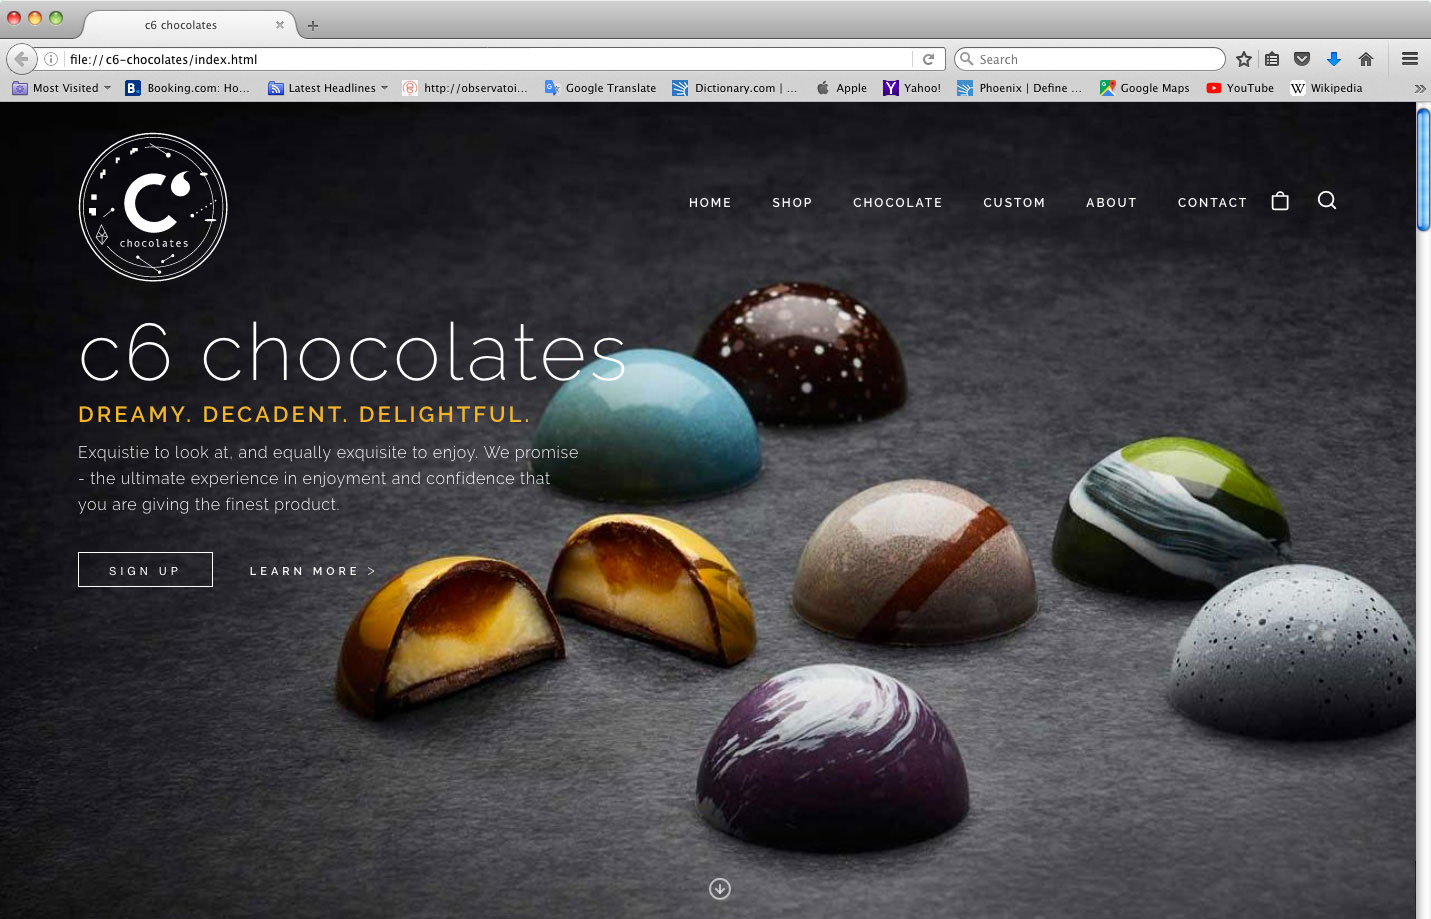 c6 chocolates
file://c6-chocolates/index.html
Search
Most Visited
Booking.com: Ho...
Latest Headlines
http://observatoi...
Google Translate
Dictionary.com | ...
Apple
Yahoo!
Phoenix | Define ...
Google Maps
YouTube
W Wikipedia
C
chocolates
HOME SHOP CHOCOLATE CUSTOM ABOUT CONTACT
c6 chocolates
DREAMY. DECADENT. DELIGHTFUL.
Exquistie to look at, and equally exquisite to enjoy. We promise
- the ultimate experience in enjoyment and confidence that
you are giving the finest product.
SIGN UP
LEARN MORE >